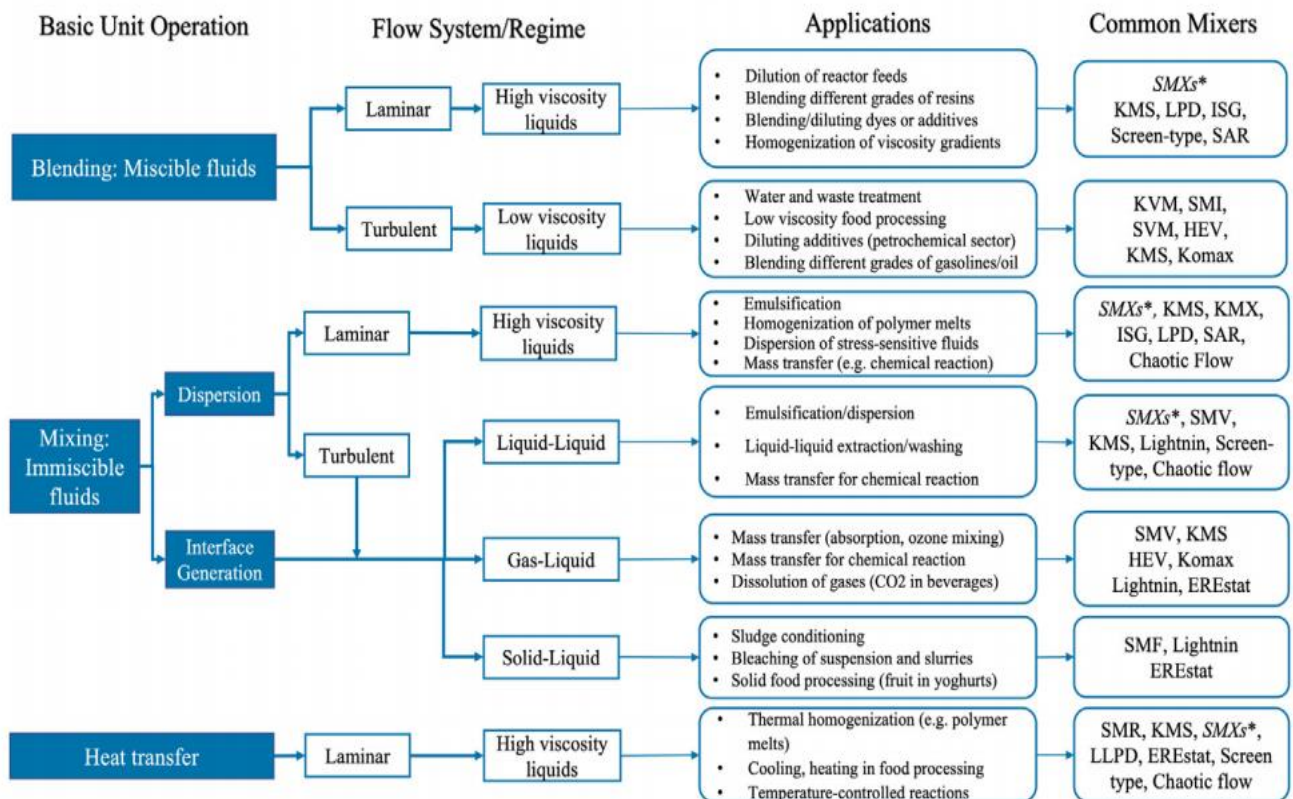 Basic Unit Operation
Flow System/Regime
Applications
Common Mixers
Blending: Miscible fluids
Laminar
High viscosity
liquids
• Dilution of reactor feeds
• Blending different grades of resins
• Blending/diluting dyes or additives
• Homogenization of viscosity gradients
SMXs*
KMS, LPD, ISG,
Screen-type, SAR
Turbulent
Low viscosity
liquids
• Water and waste treatment
• Low viscosity food processing
• Diluting additives (petrochemical sector)
• Blending different grades of gasolines/oil
KVM, SMI,
SVM, HEV,
KMS, Komax
Mixing:
Immiscible
fluids
Dispersion
Laminar
High viscosity
liquids
• Emulsification
• Homogenization of polymer melts
• Dispersion of stress-sensitive fluids
• Mass transfer (e.g. chemical reaction)
SMXs*, KMS, KMX,
ISG, LPD, SAR,
Chaotic Flow
Turbulent
Liquid-Liquid
• Emulsification/dispersion
• Liquid-liquid extraction/washing
• Mass transfer for chemical reaction
SMXs*, SMV,
KMS, Lightnin, Screen-
type, Chaotic flow
Interface
Generation
Gas-Liquid
• Mass transfer (absorption, ozone mixing)
• Mass transfer for chemical reaction
• Dissolution of gases (CO2 in beverages)
SMV, KMS
HEV, Komax
Lightnin, EREstat
Solid-Liquid
• Sludge conditioning
• Bleaching of suspension and slurries
• Solid food processing (fruit in yoghurts)
SMF, Lightnin
EREstat
Heat transfer
Laminar
High viscosity
liquids
• Thermal homogenization (e.g. polymer
melts)
• Cooling, heating in food processing
• Temperature-controlled reactions
SMR, KMS, SMXs*,
LLPD, EREstat, Screen
type, Chaotic flow